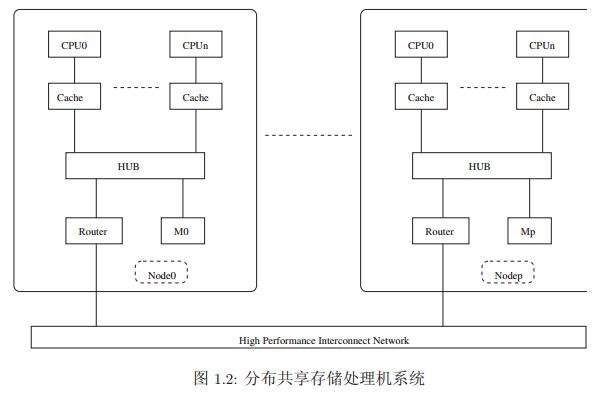 CPU0 CPUn CPU0 CPUn
Cache Cache Cache Cache
HUB HUB
Router M0 Router Mp
Node0 Nodep
High Performance Interconnect Network
图 1.2: 分布共享存储处理机系统